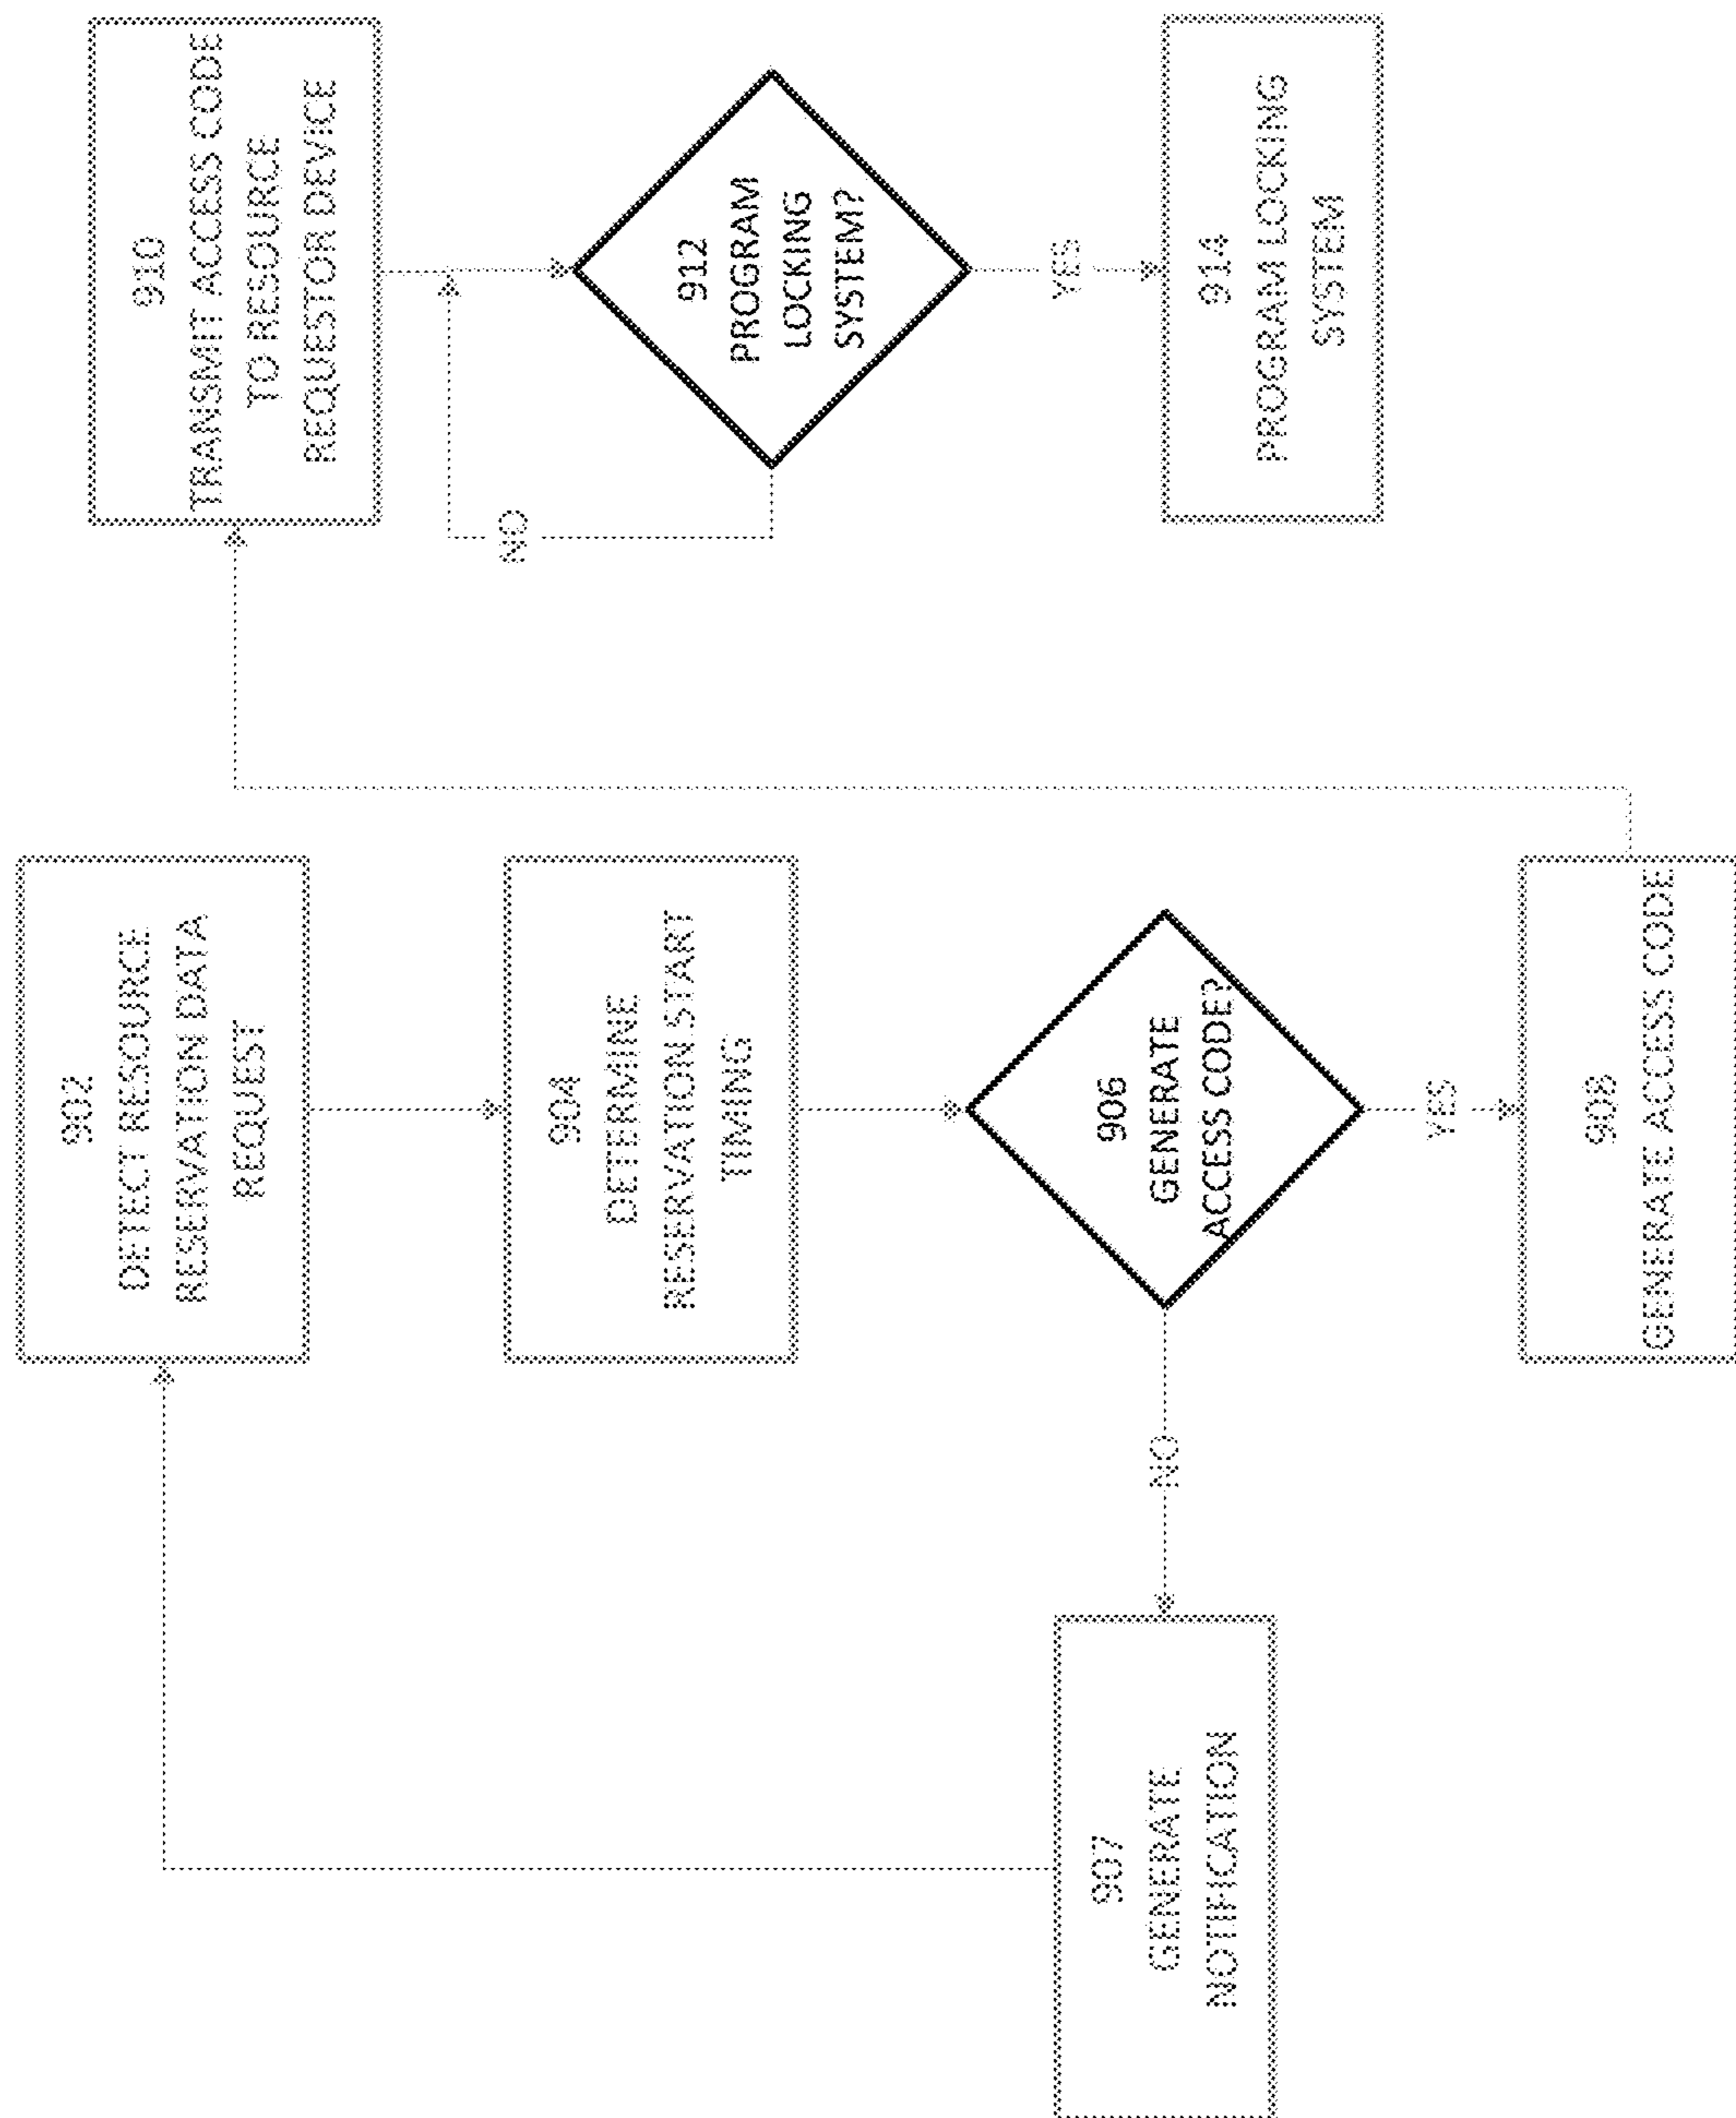 902
DETECT RESOURCE
RESERVATION DATA
REQUEST
904
DETERMINE
RESERVATION START
TIMING
906
GENERATE
ACCESS CODE?
NO
907
GENERATE
NOTIFICATION
YES
908
GENERATE ACCESS CODE
910
TRANSMIT ACCESS CODE
TO RESOURCE
REQUESTOR DEVICE
912
PROGRAM
LOCKING
SYSTEM?
NO
YES
914
PROGRAM LOCKING
SYSTEM